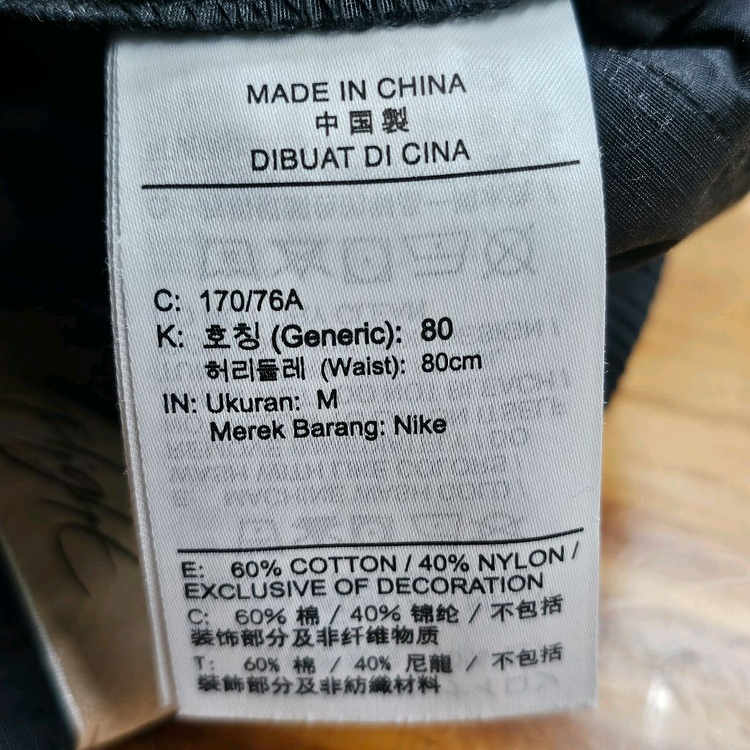 MADE IN CHINA
中国製
DIBUAT DI CINA
C: 170/76A
K: 호칭 (Generic): 80
허리둘레 (Waist): 80cm
IN: Ukuran: M
Merek Barang: Nike
E: 60% COTTON / 40% NYLON /
EXCLUSIVE OF DECORATION
C: 60% 棉 / 40% 锦纶 / 不包括
装饰部分及非纤维物质
T: 60% 棉 / 40% 尼龍 / 不包括
裝飾部分及非紡織材料